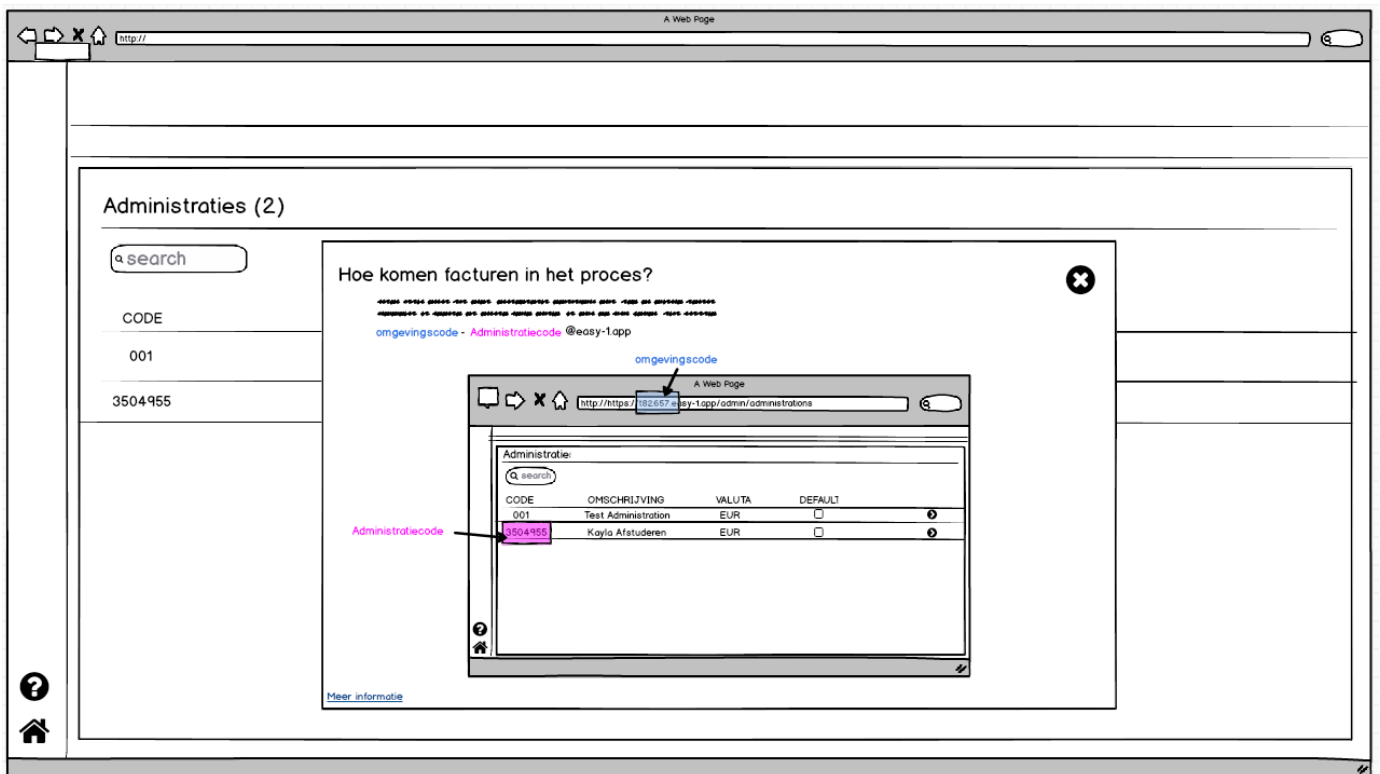 A Web Page
http://
Administraties (2)
search
Hoe komen facturen in het proces?
omgevingscode - Administratiecode @easy-1.app
omgevingscode
A Web Page
http://https://t82657.easy-1.app/admin/administrations
Administratie:
search
CODE OMSCHRIJVING VALUTA DEFAULT
001 Test Administration EUR
Administratiecode
3504955 Kayla Afstuderen EUR
Meer informatie
CODE
001
3504955